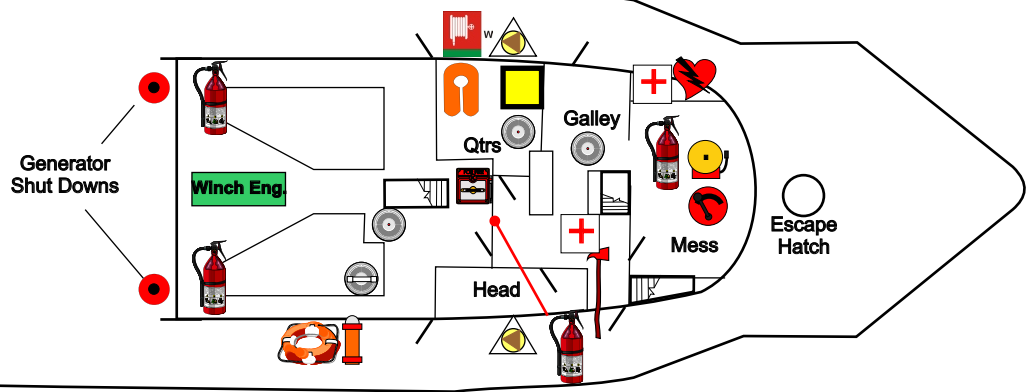 W
Galley
Qtrs
Generator
Shut Downs
Winch Eng.
Escape
Hatch
Mess
Head